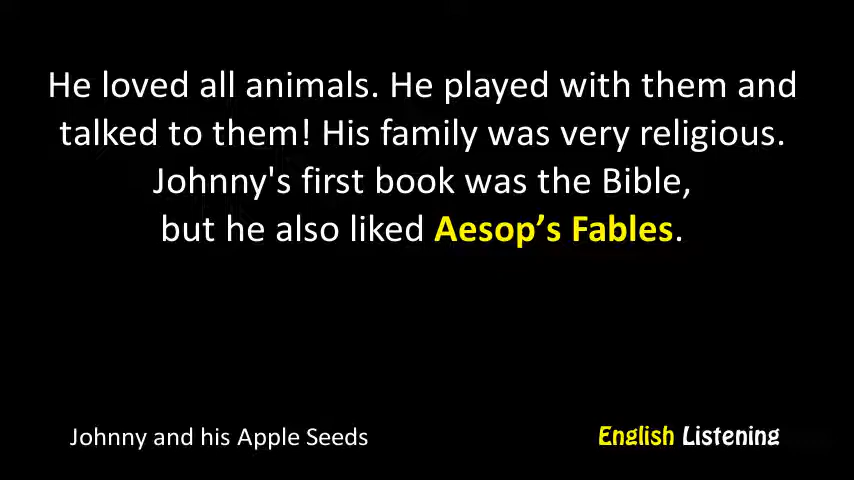 He loved all animals. He played with them and
talked to them! His family was very religious.
Johnny's first book was the Bible,
but he also liked Aesop’s Fables.
Johnny and his Apple Seeds
English Listening